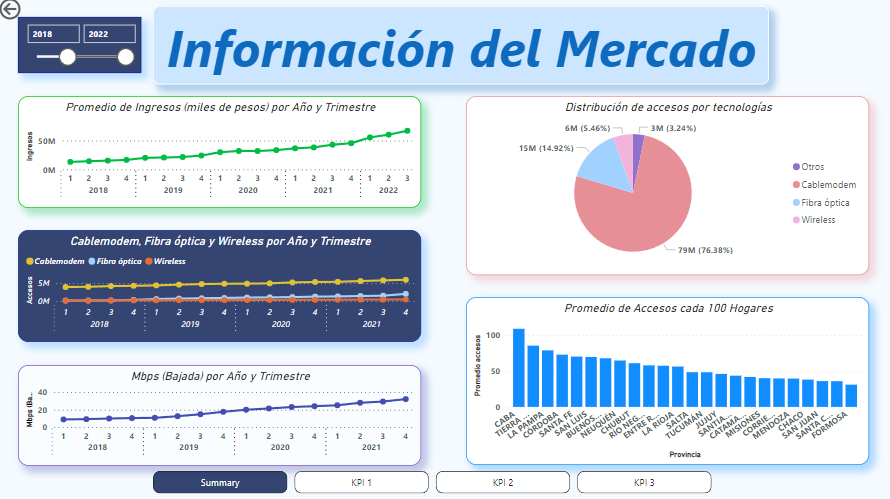 2018 2022
Información del Mercado
Promedio de Ingresos (miles de pesos) por Año y Trimestre
Ingresos
50M
0M
1 2 3 4 1 2 3 4 1 2 3 4 1 2 3 4 1 2 3
2018 2019 2020 2021 2022
Cablemodem, Fibra óptica y Wireless por Año y Trimestre
Cablemodem Fibra óptica Wireless
Accesos
5M
0M
1 2 3 4 1 2 3 4 1 2 3 4 1 2 3 4
2018 2019 2020 2021
Mbps (Bajada) por Año y Trimestre
Mbps (Ba...
40
20
0
1 2 3 4 1 2 3 4 1 2 3 4 1 2 3 4
2018 2019 2020 2021
Distribución de accesos por tecnologías
6M (5.46%) 3M (3.24%)
15M (14.92%)
79M (76.38%)
Otros
Cablemodem
Fibra óptica
Wireless
Promedio de Accesos cada 100 Hogares
Promedio accesos
100
50
0
CABA TIERRA ... LA PAMPA CÓRDOBA SANTA FE SAN LUIS BUENOS... NEUQUÉN CHUBUT RÍO NEG... ENTRE R... LA RIOJA SALTA TUCUMÁN JUJUY SANTIA... CATAMA... MISIONES CORRIE... MENDOZA CHACO SAN JUAN SANTA C... FORMOSA
Provincia
Summary KPI 1 KPI 2 KPI 3